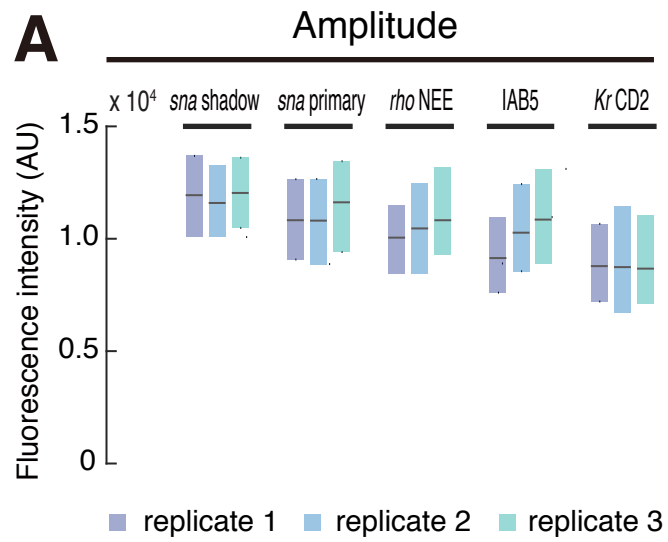 A
Amplitude
x 10⁴
sna shadow sna primary rho NEE IAB5 Kr CD2
Fluorescence intensity (AU)
1.5
1.0
0.5
0
replicate 1 replicate 2 replicate 3